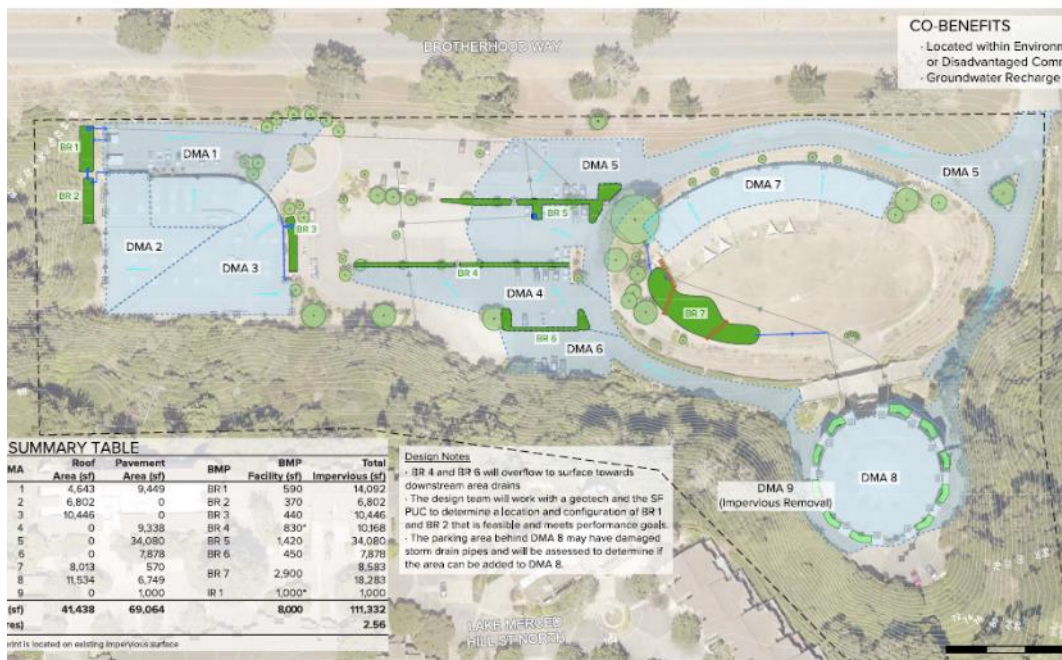 BROTHERHOOD WAY
CO-BENEFITS
· Located within Environm
or Disadvantaged Comm
· Groundwater Recharge
BR 1
DMA 1
BR 2
DMA 2
BR 3
DMA 3
DMA 5
BR 5
DMA 7
DMA 5
BR 4
DMA 4
BR 7
BR 6
DMA 6
DMA 9
(Impervious Removal)
DMA 8
SUMMARY TABLE
MA Roof Area (sf) Pavement Area (sf) BMP BMP Facility (sf) Total Impervious (sf)
1 4,643 9,449 BR 1 590 14,092
2 6,802 0 BR 2 370 6,802
3 10,446 0 BR 3 440 10,446
4 0 9,338 BR 4 830* 10,168
5 0 34,080 BR 5 1,420 34,080
6 0 7,878 BR 6 450 7,878
7 8,013 570 BR 7 2,900 8,583
8 11,534 6,749 18,283
9 0 1,000 IR 1 1,000* 1,000
(sf) 41,438 69,064 8,000 111,332
res) 2.56
print is located on existing impervious surface
Design Notes
· BR 4 and BR 6 will overflow to surface towards
downstream area drains
· The design team will work with a geotech and the SF
PUC to determine a location and configuration of BR 1
and BR 2 that is feasible and meets performance goals.
· The parking area behind DMA 8 may have damaged
storm drain pipes and will be assessed to determine if
the area can be added to DMA 8.
LAKE MERCED
HILL ST NORTH